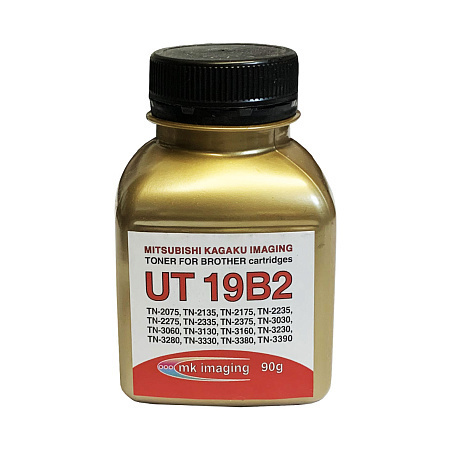 MITSUBISHI KAGAKU IMAGING
TONER FOR BROTHER cartridges
UT 19B2
TN-2075, TN-2135, TN-2175, TN-2235,
TN-2275, TN-2335, TN-2375, TN-3030,
TN-3060, TN-3130, TN-3160, TN-3230,
TN-3280, TN-3330, TN-3380, TN-3390
mk imaging 90g